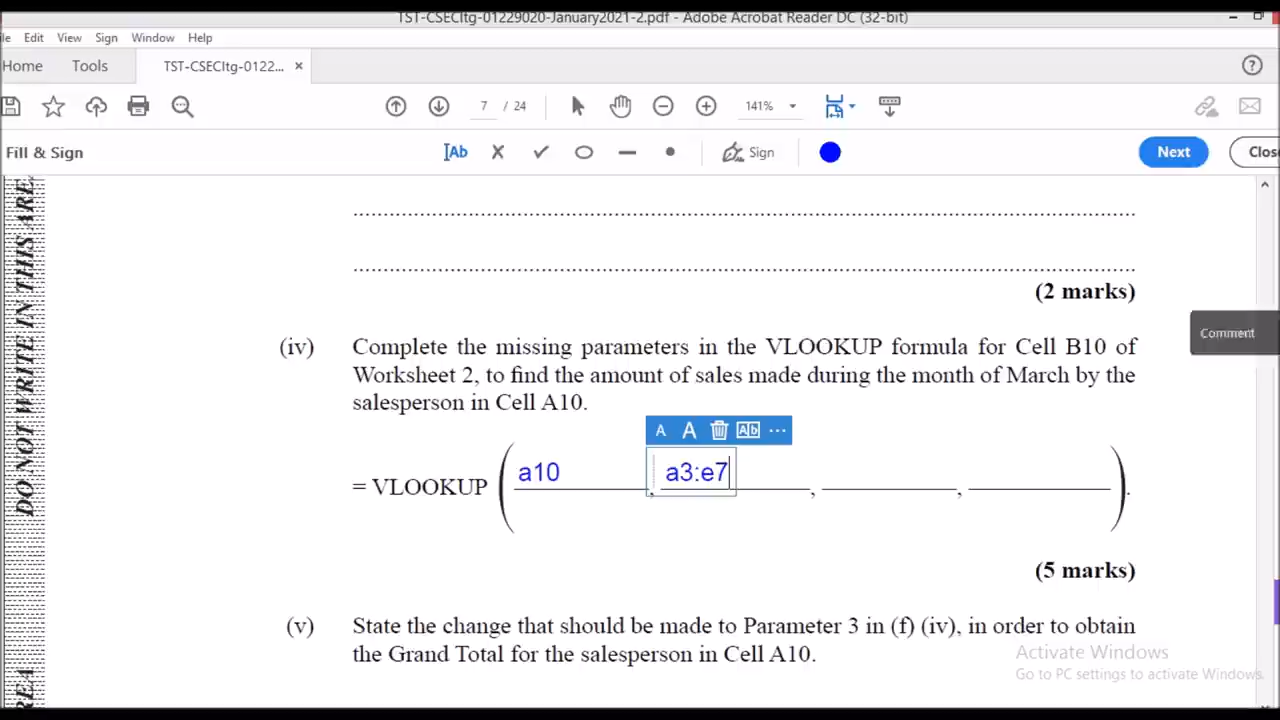 TST-CSECItg-01229020-January2021-2.pdf - Adobe Acrobat Reader DC (32-bit)
le Edit View Sign Window Help
Home Tools TST-CSECItg-0122... ×
7 / 24 141%
Fill & Sign Ab Sign Next Clos
DO NOT WRITE IN THIS ARE
(2 marks)
(iv) Complete the missing parameters in the VLOOKUP formula for Cell B10 of
Worksheet 2, to find the amount of sales made during the month of March by the
salesperson in Cell A10.
Comment
A A Ab ...
= VLOOKUP ( a10 , a3:e7 , , ).
(5 marks)
(v) State the change that should be made to Parameter 3 in (f) (iv), in order to obtain
the Grand Total for the salesperson in Cell A10.
Activate Windows
Go to PC settings to activate Windows.